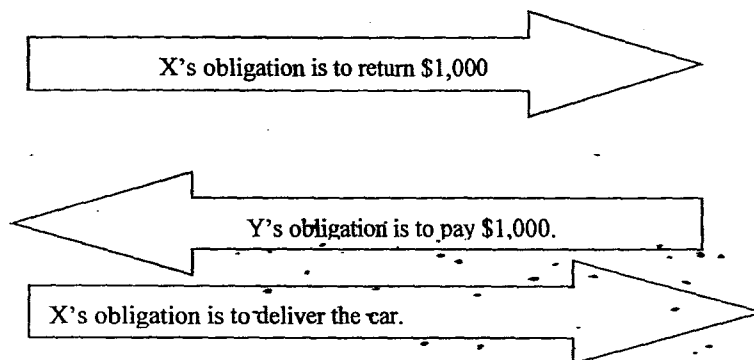 X's obligation is to return $1,000
Y's obligation is to pay $1,000.
X's obligation is to deliver the car.